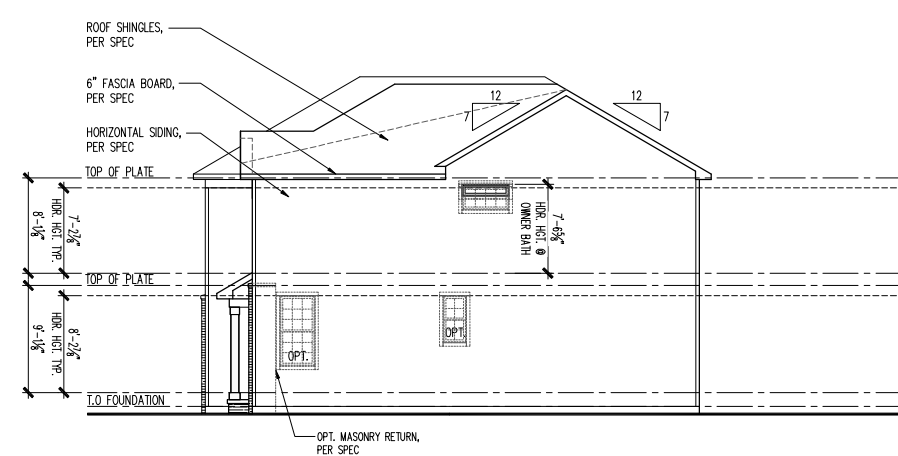 ROOF SHINGLES,
PER SPEC
6" FASCIA BOARD,
PER SPEC
HORIZONTAL SIDING,
PER SPEC
12
7
12
7
TOP OF PLATE
8'-1⅛"
7'-2⅞"
HDR. HGT. TYP.
7'-6⅝"
HDR. HGT. @
OWNER BATH
TOP OF PLATE
9'-1⅛"
8'-2⅞"
HDR. HGT. TYP.
OPT.
OPT.
T.O FOUNDATION
OPT. MASONRY RETURN,
PER SPEC